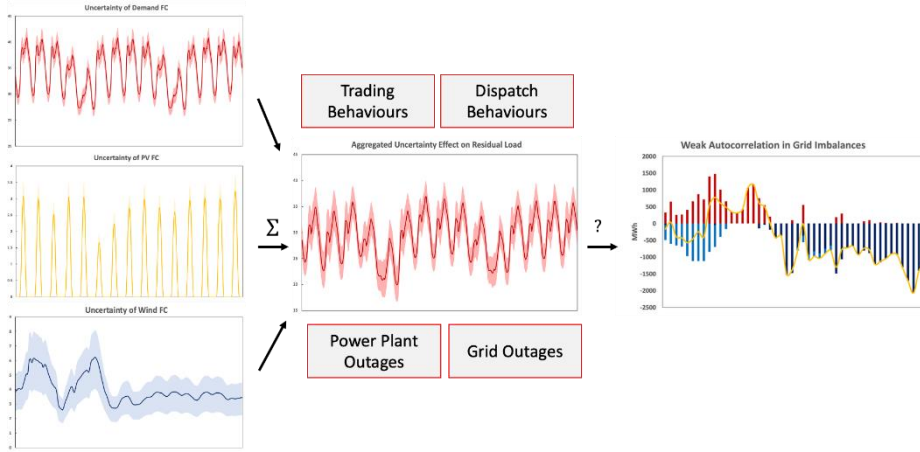 Uncertainty of Demand FC
Uncertainty of PV FC
Uncertainty of Wind FC
Σ
Trading
Behaviours
Dispatch
Behaviours
Aggregated Uncertainty Effect on Residual Load
Power Plant
Outages
Grid Outages
?
Weak Autocorrelation in Grid Imbalances
MWh
2000
1500
1000
500
0
-500
-1000
-1500
-2000
-2500